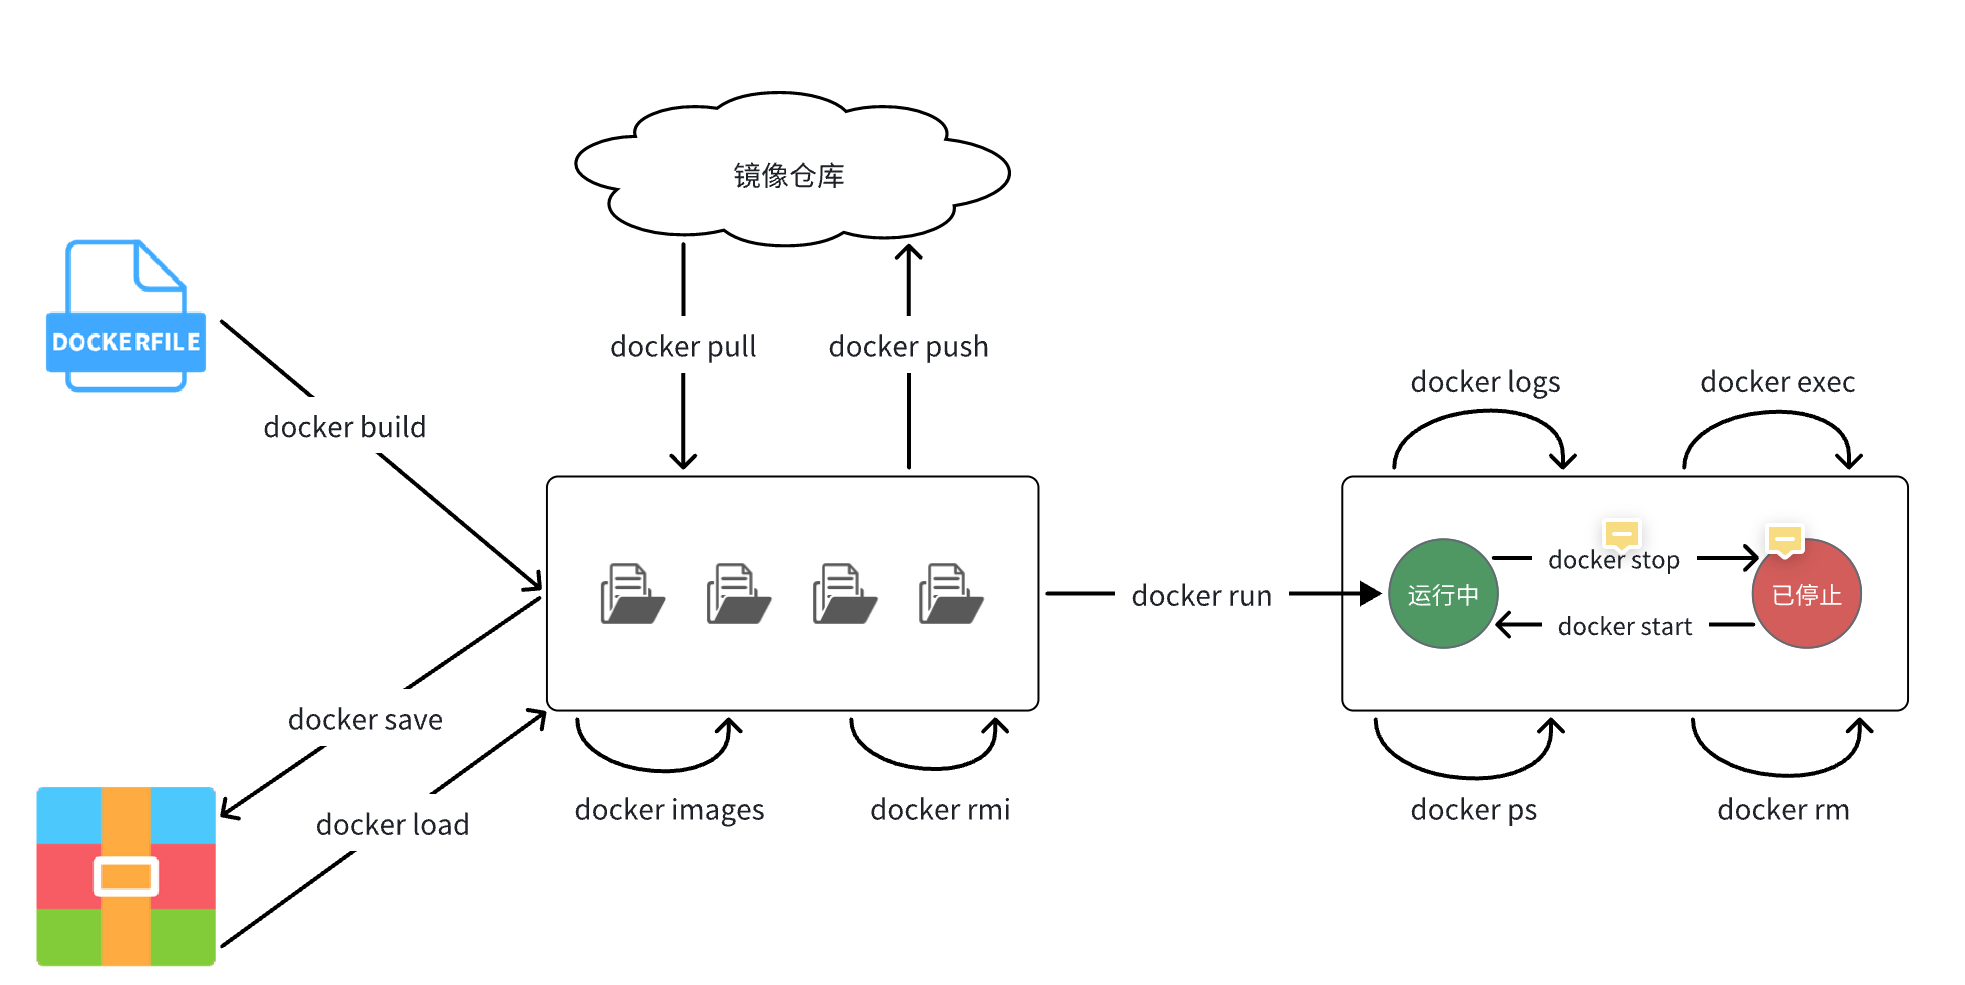 镜像仓库
DOCKERFILE
docker pull
docker push
docker build
docker logs
docker exec
docker stop
docker run
运行中
已停止
docker start
docker save
docker load
docker images
docker rmi
docker ps
docker rm